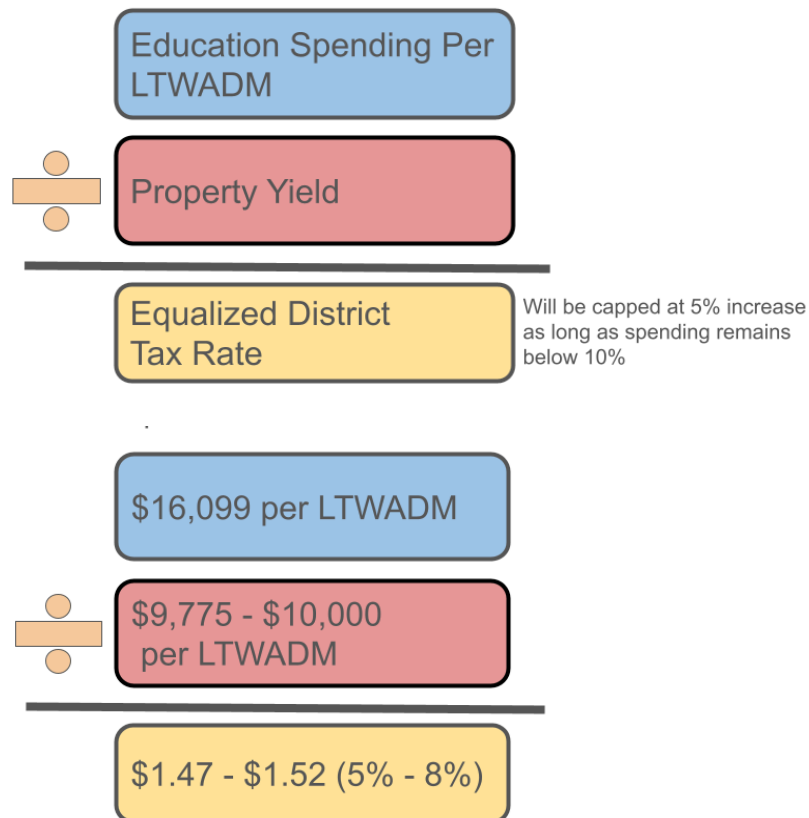 Education Spending Per
LTWADM
Property Yield
Equalized District
Tax Rate
Will be capped at 5% increase
as long as spending remains
below 10%
.
$16,099 per LTWADM
$9,775 - $10,000
per LTWADM
$1.47 - $1.52 (5% - 8%)